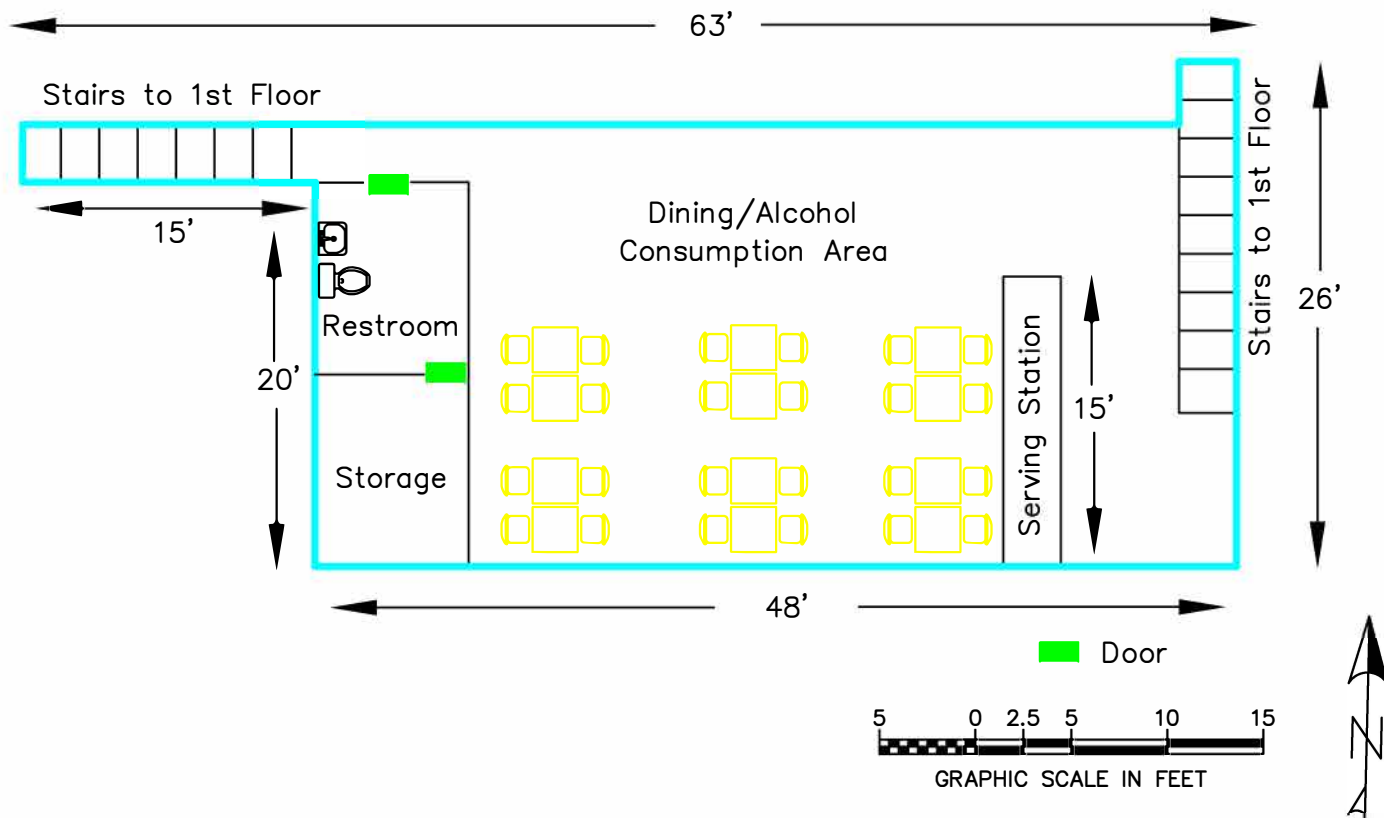 63'
Stairs to 1st Floor
Stairs to 1st Floor
15'
Dining/Alcohol
Consumption Area
26'
Restroom
20'
Serving Station
15'
Storage
48'
Door
5 0 2.5 5 10 15
GRAPHIC SCALE IN FEET
N